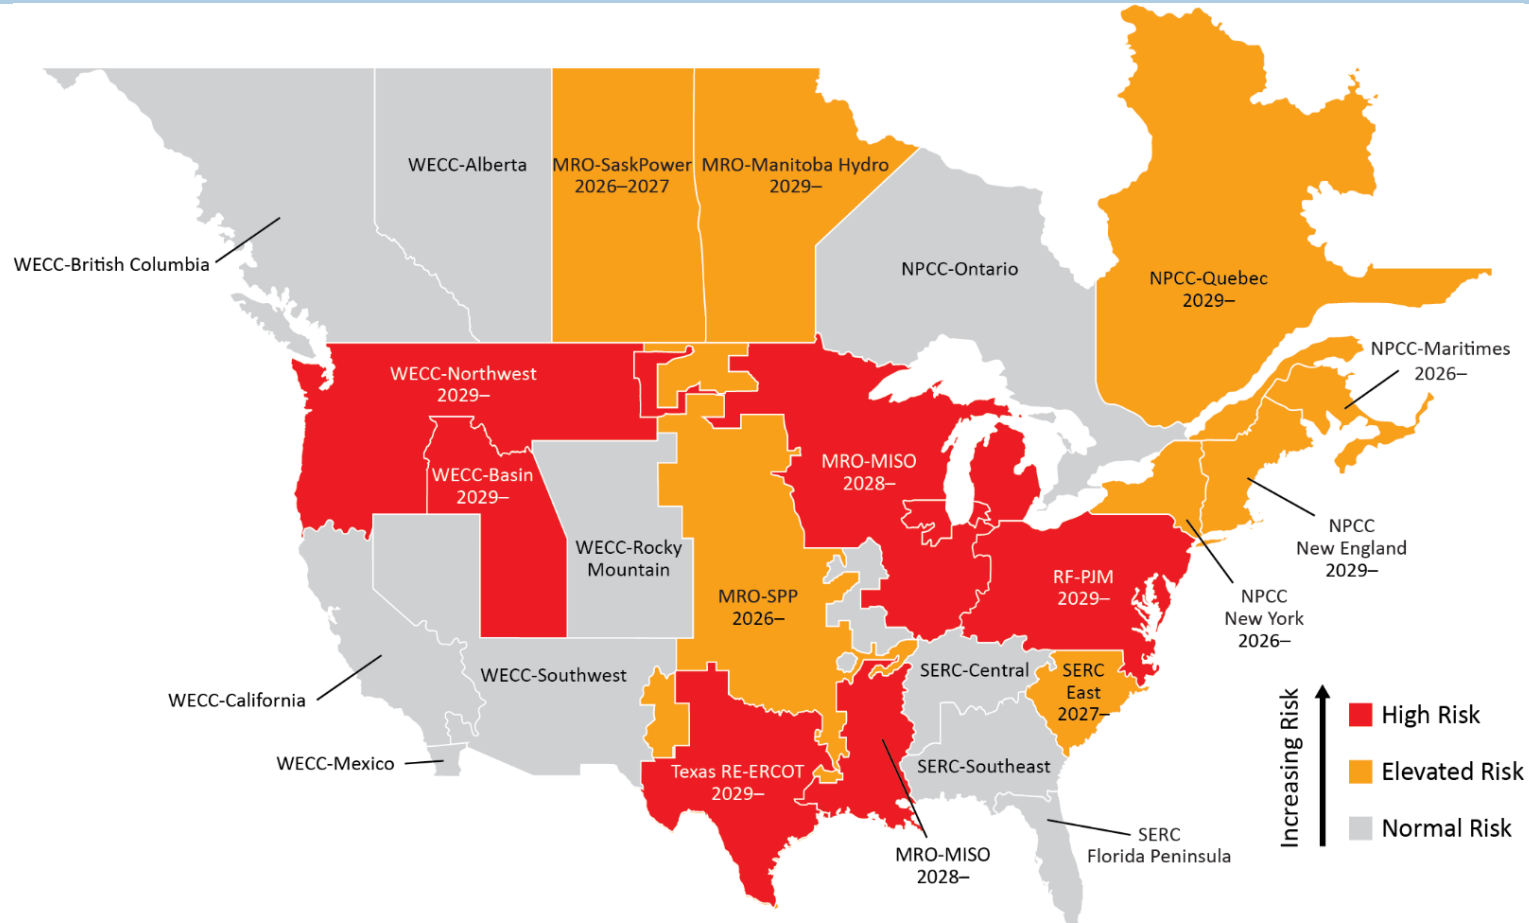 WECC-Alberta
MRO-SaskPower
2026–2027
MRO-Manitoba Hydro
2029–
WECC-British Columbia
NPCC-Ontario
NPCC-Quebec
2029–
NPCC-Maritimes
2026–
WECC-Northwest
2029–
WECC-Basin
2029–
MRO-MISO
2028–
NPCC
New England
2029–
WECC-Rocky
Mountain
MRO-SPP
2026–
RF-PJM
2029–
NPCC
New York
2026–
WECC-Southwest
SERC-Central
SERC
East
2027–
WECC-California
WECC-Mexico
Texas RE-ERCOT
2029–
SERC-Southeast
MRO-MISO
2028–
SERC
Florida Peninsula
Increasing Risk
High Risk
Elevated Risk
Normal Risk